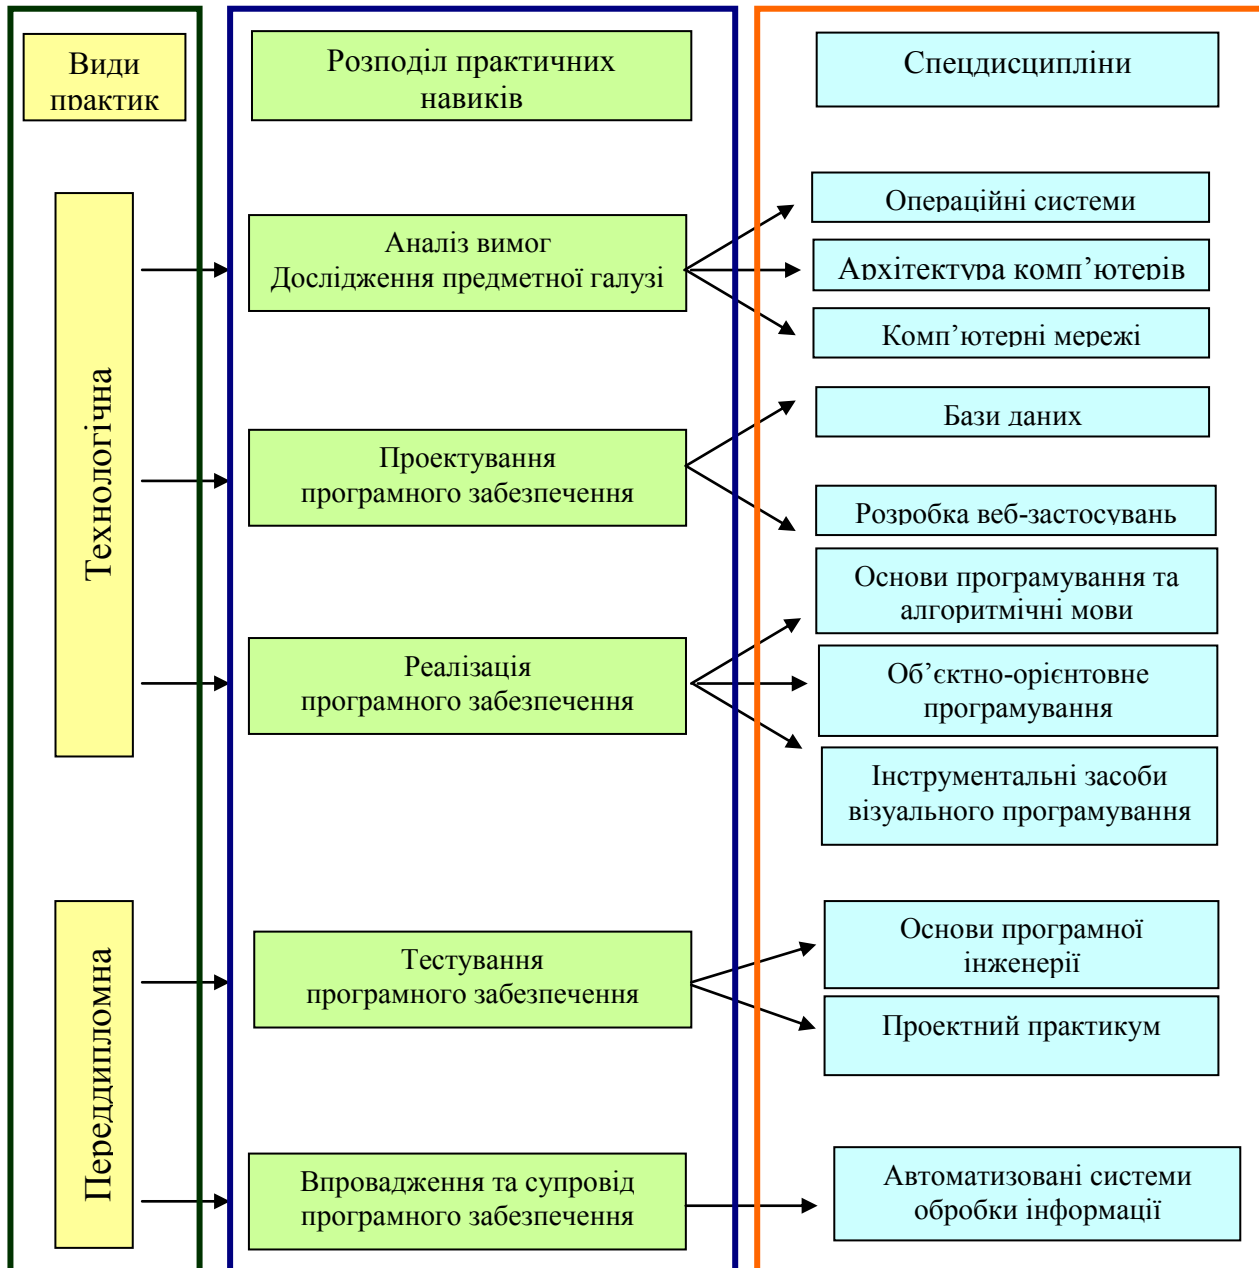 Види
практик
Розподіл практичних
навиків
Спецдисципліни
Технологічна
Аналіз вимог
Дослідження предметної галузі
Операційні системи
Архітектура комп’ютерів
Комп’ютерні мережі
Проектування
програмного забезпечення
Бази даних
Розробка веб-застосувань
Реалізація
програмного забезпечення
Основи програмування та
алгоритмічні мови
Об’єктно-орієнтовне
програмування
Інструментальні засоби
візуального програмування
Переддипломна
Тестування
програмного забезпечення
Основи програмної
інженерії
Проектний практикум
Впровадження та супровід
програмного забезпечення
Автоматизовані системи
обробки інформації